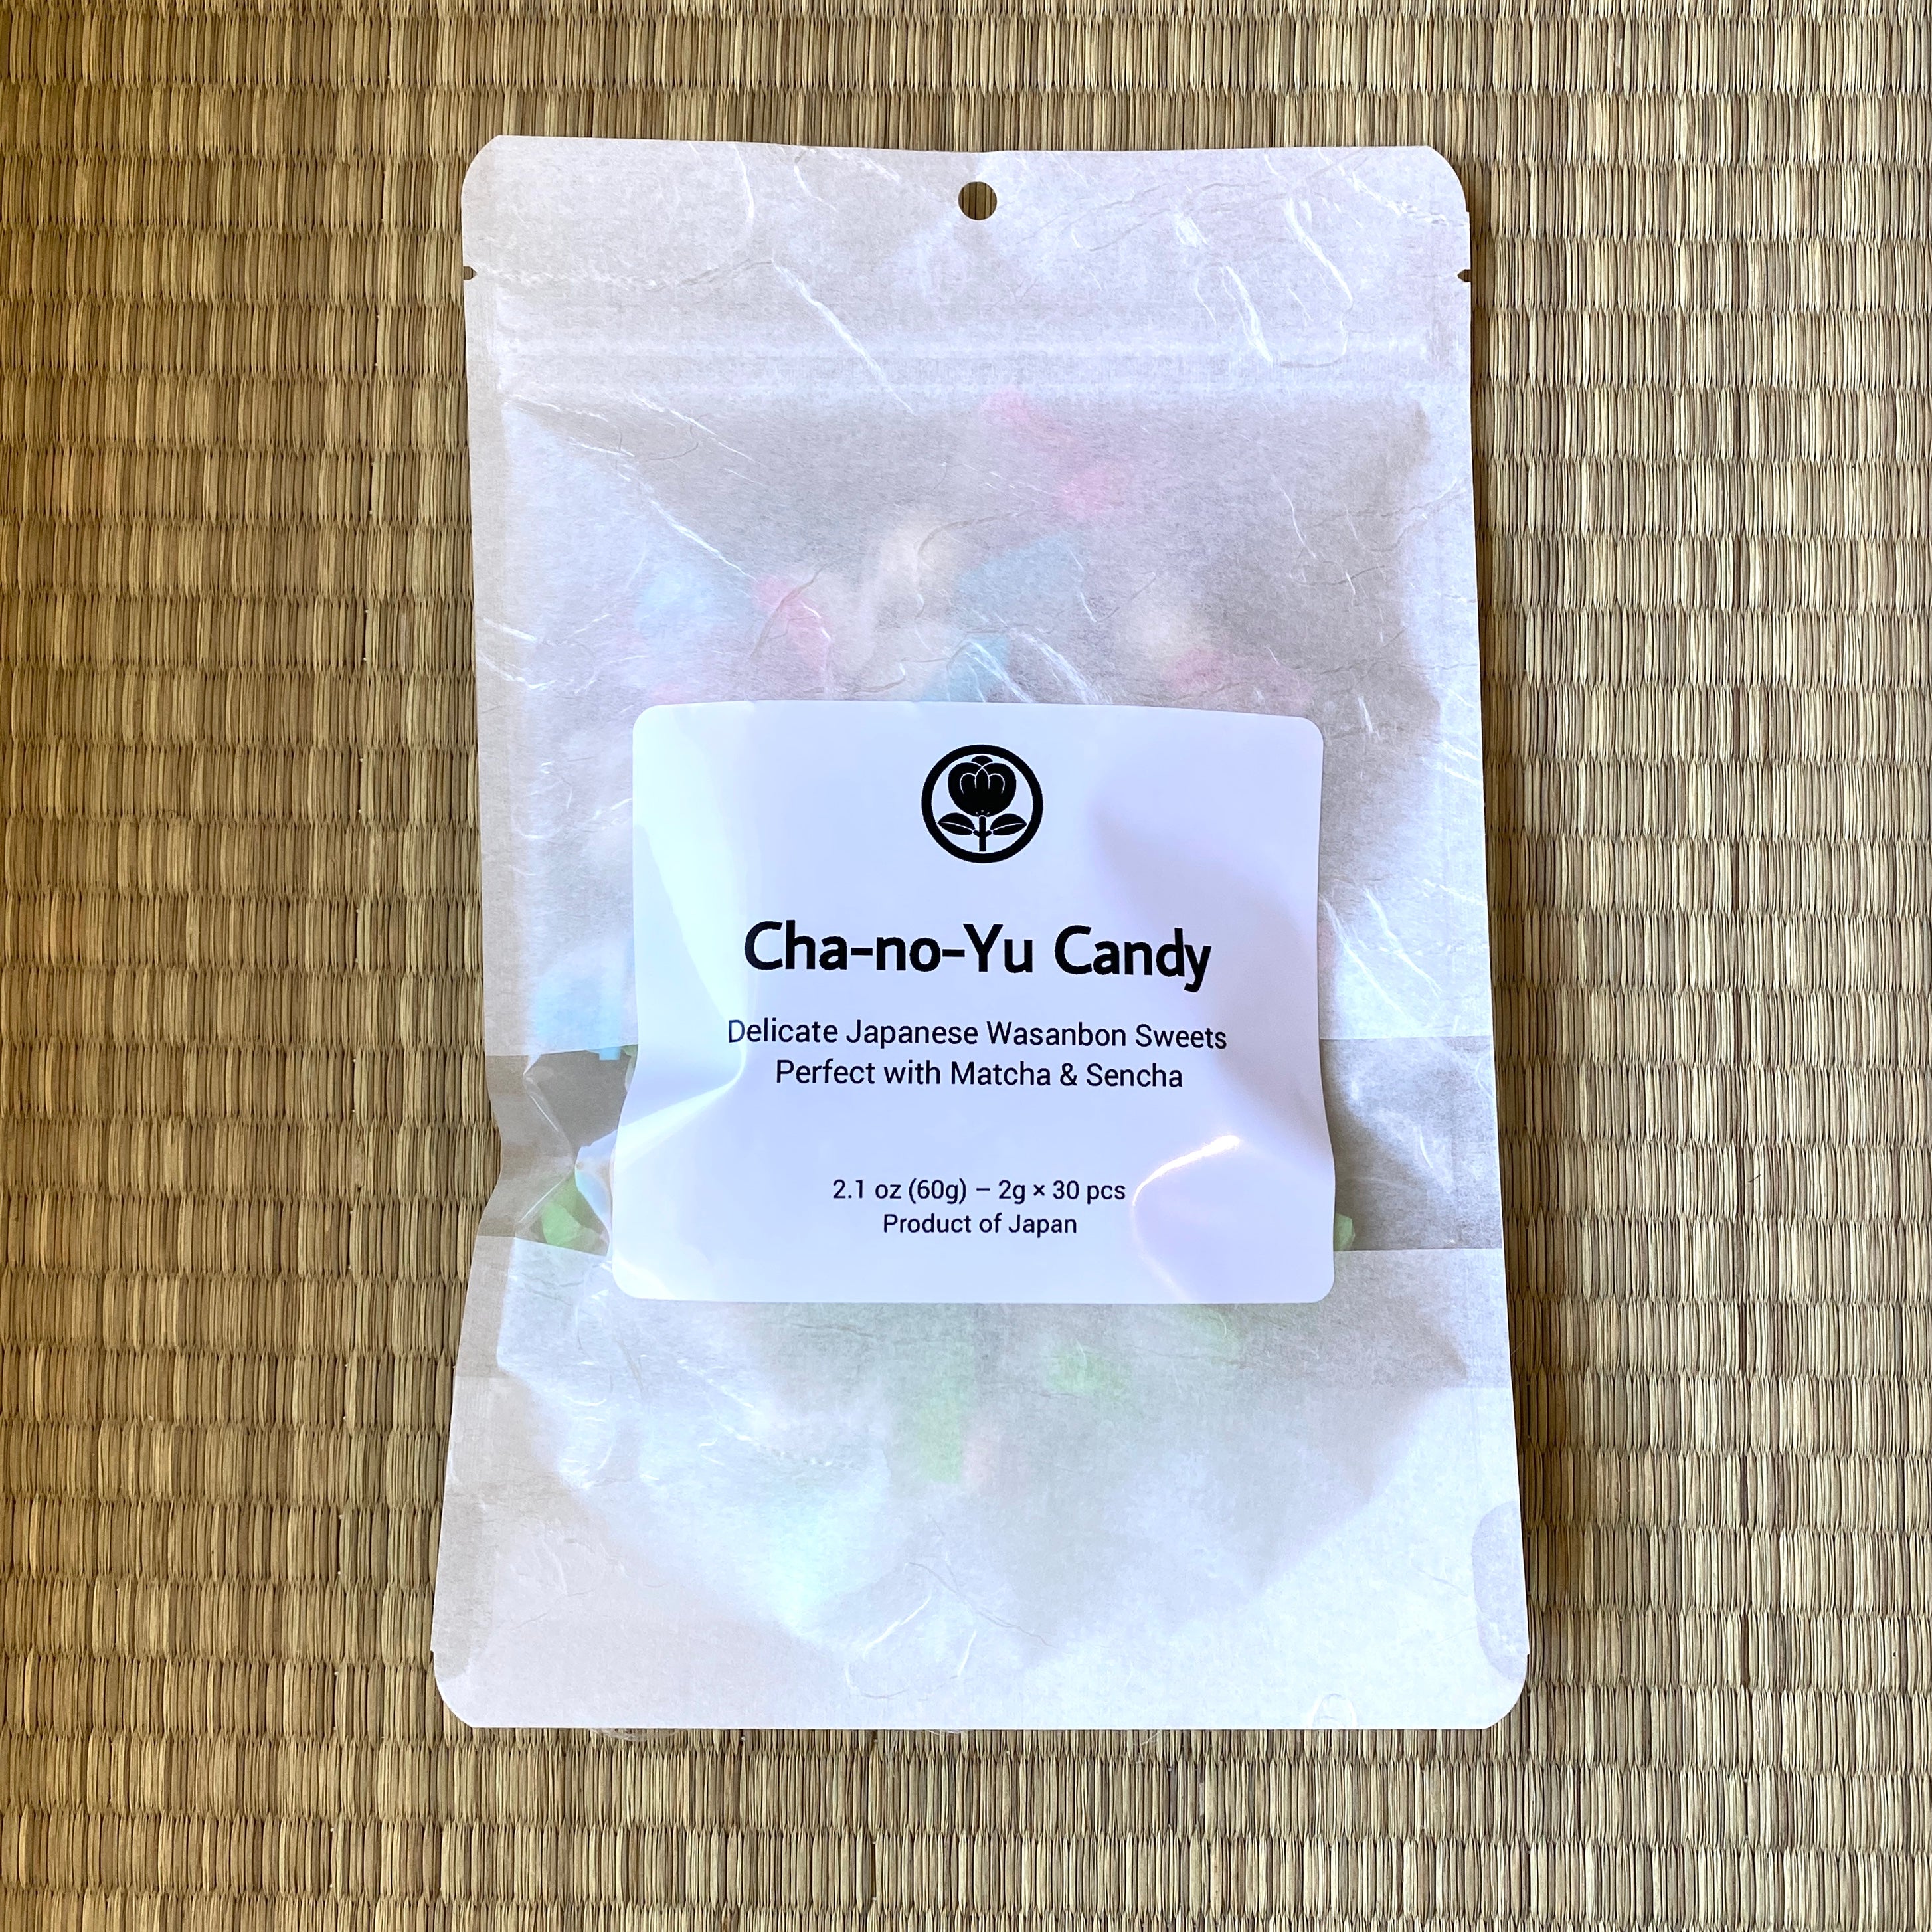 Cha-no-Yu Candy
Delicate Japanese Wasanbon Sweets
Perfect with Matcha & Sencha
2.1 oz (60g) – 2g × 30 pcs
Product of Japan